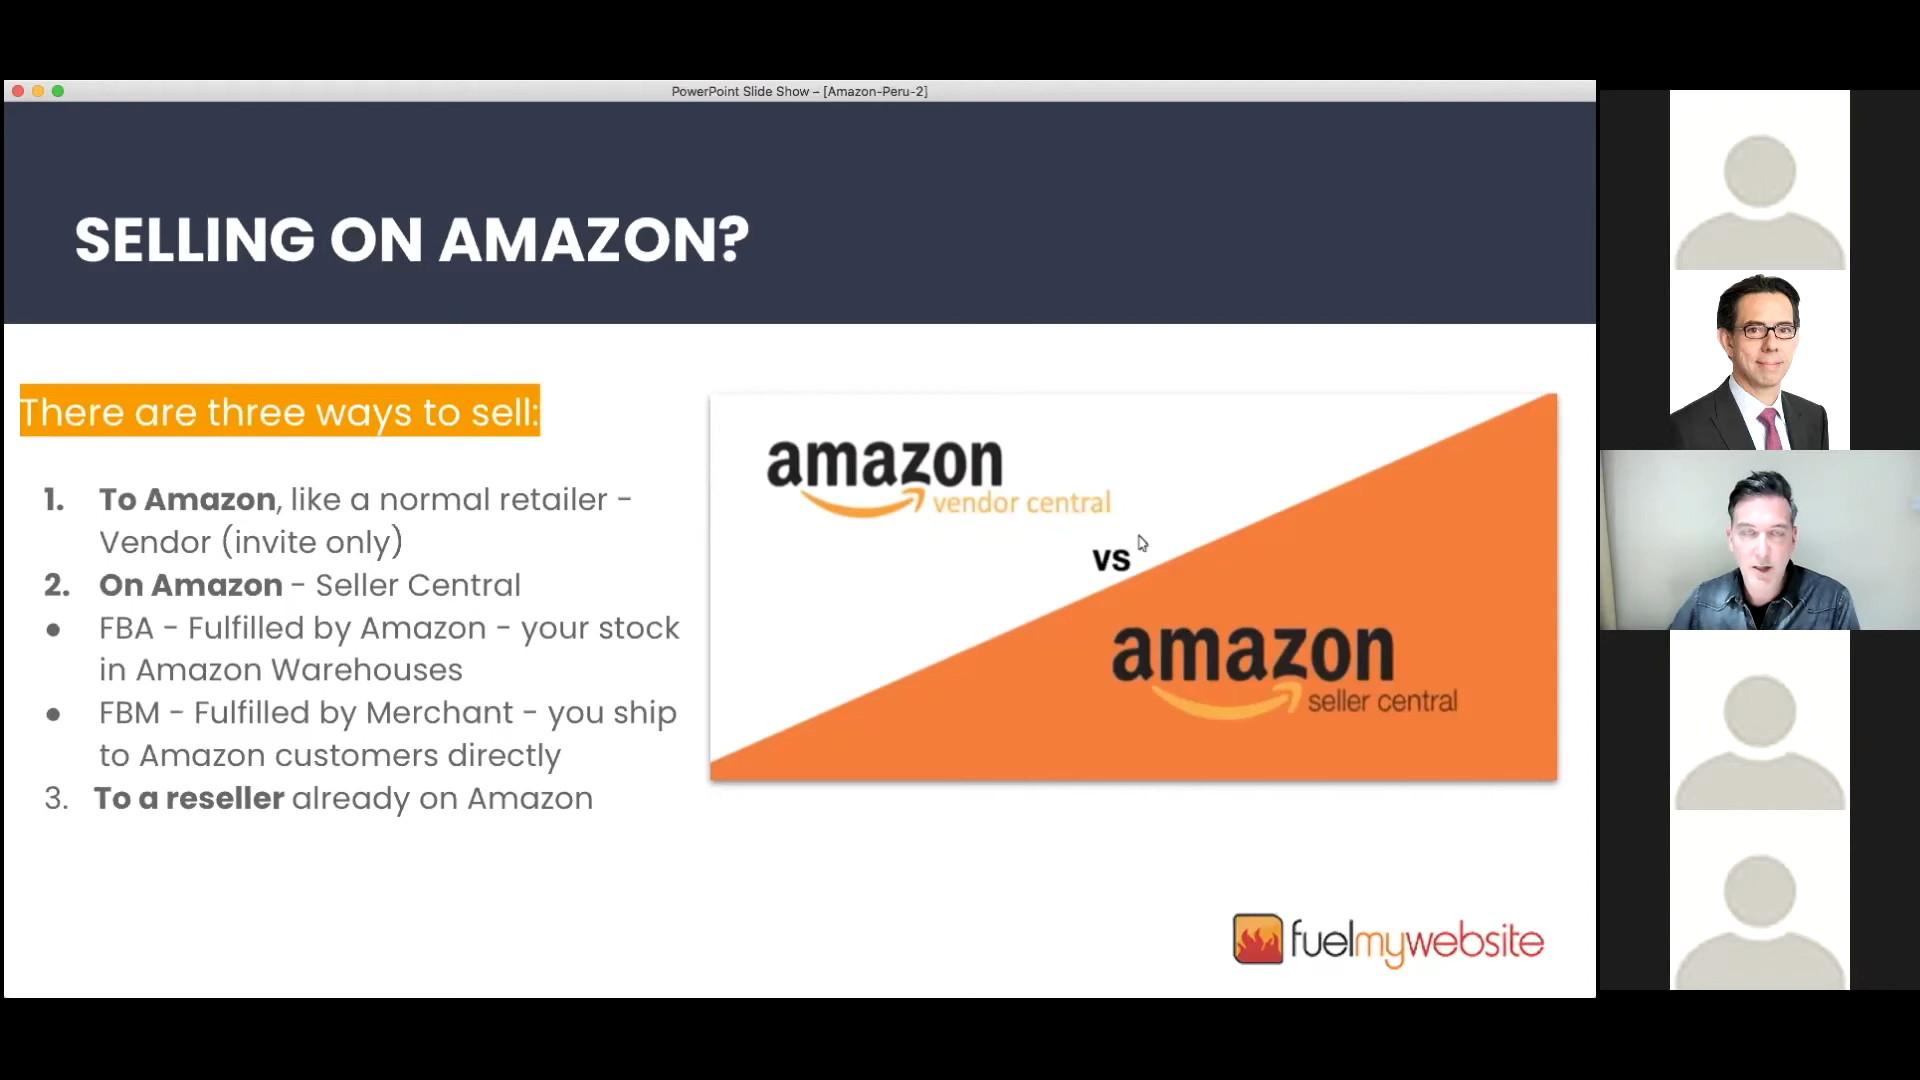 PowerPoint Slide Show – [Amazon-Peru-2]
SELLING ON AMAZON?
There are three ways to sell:
1. To Amazon, like a normal retailer -
Vendor (invite only)
2. On Amazon - Seller Central
● FBA - Fulfilled by Amazon - your stock
in Amazon Warehouses
● FBM - Fulfilled by Merchant - you ship
to Amazon customers directly
3. To a reseller already on Amazon
amazon
vendor central
vs
amazon
seller central
fuelmywebsite